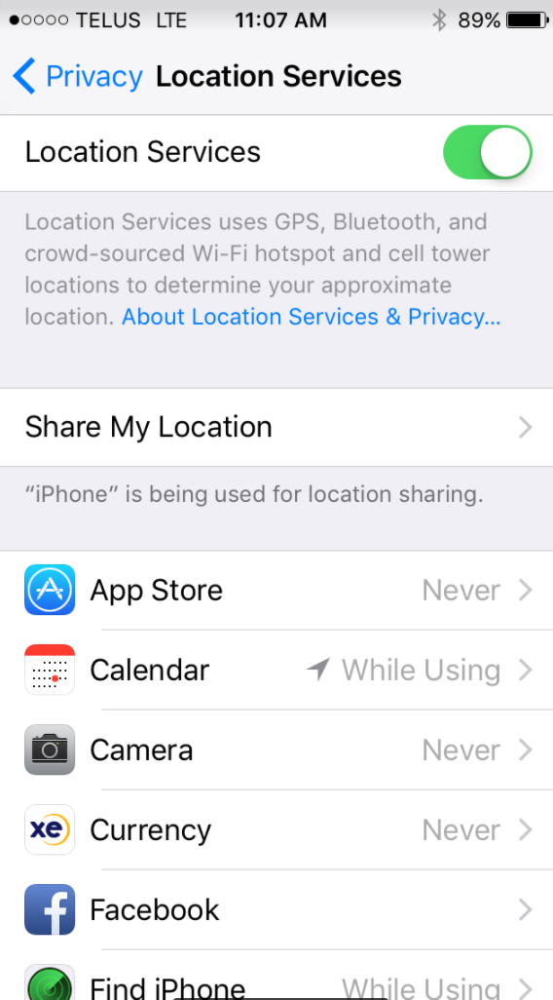 TELUS LTE 11:07 AM 89%
Privacy Location Services
Location Services
Location Services uses GPS, Bluetooth, and
crowd-sourced Wi-Fi hotspot and cell tower
locations to determine your approximate
location. About Location Services & Privacy...
Share My Location
“iPhone” is being used for location sharing.
App Store Never
Calendar While Using
Camera Never
xe Currency Never
f Facebook
Find iPhone While Using